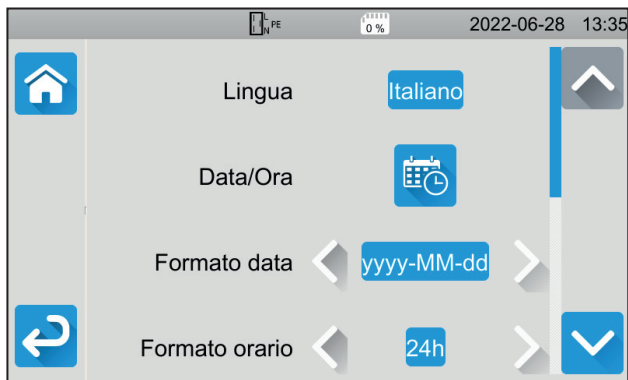 L
N PE
0 %
2022-06-28 13:35
Lingua Italiano
Data/Ora
Formato data yyyy-MM-dd
Formato orario 24h